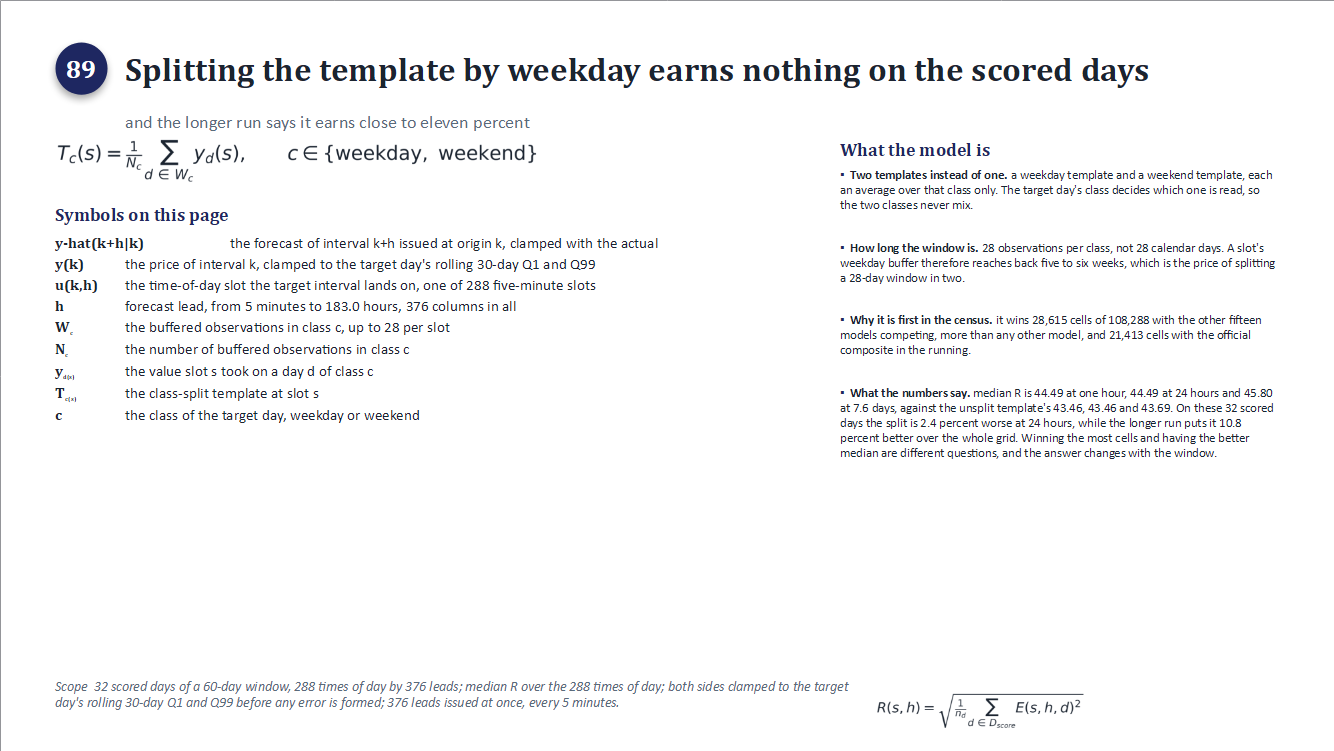 89
Splitting the template by weekday earns nothing on the scored days
and the longer run says it earns close to eleven percent
T_c(s) = 1/N_c ∑_{d ∈ W_c} y_d(s), c ∈ {weekday, weekend}
Symbols on this page
y-hat(k+h|k) the forecast of interval k+h issued at origin k, clamped with the actual
y(k) the price of interval k, clamped to the target day's rolling 30-day Q1 and Q99
u(k,h) the time-of-day slot the target interval lands on, one of 288 five-minute slots
h forecast lead, from 5 minutes to 183.0 hours, 376 columns in all
W_c the buffered observations in class c, up to 28 per slot
N_c the number of buffered observations in class c
y_d(s) the value slot s took on a day d of class c
T_c(s) the class-split template at slot s
c the class of the target day, weekday or weekend
What the model is
▪ Two templates instead of one. a weekday template and a weekend template, each
an average over that class only. The target day's class decides which one is read, so
the two classes never mix.
▪ How long the window is. 28 observations per class, not 28 calendar days. A slot's
weekday buffer therefore reaches back five to six weeks, which is the price of splitting
a 28-day window in two.
▪ Why it is first in the census. it wins 28,615 cells of 108,288 with the other fifteen
models competing, more than any other model, and 21,413 cells with the official
composite in the running.
▪ What the numbers say. median R is 44.49 at one hour, 44.49 at 24 hours and 45.80
at 7.6 days, against the unsplit template's 43.46, 43.46 and 43.69. On these 32 scored
days the split is 2.4 percent worse at 24 hours, while the longer run puts it 10.8
percent better over the whole grid. Winning the most cells and having the better
median are different questions, and the answer changes with the window.
Scope 32 scored days of a 60-day window, 288 times of day by 376 leads; median R over the 288 times of day; both sides clamped to the target
day's rolling 30-day Q1 and Q99 before any error is formed; 376 leads issued at once, every 5 minutes.
R(s, h) = √(1/n_d ∑_{d ∈ D_score} E(s, h, d)²)